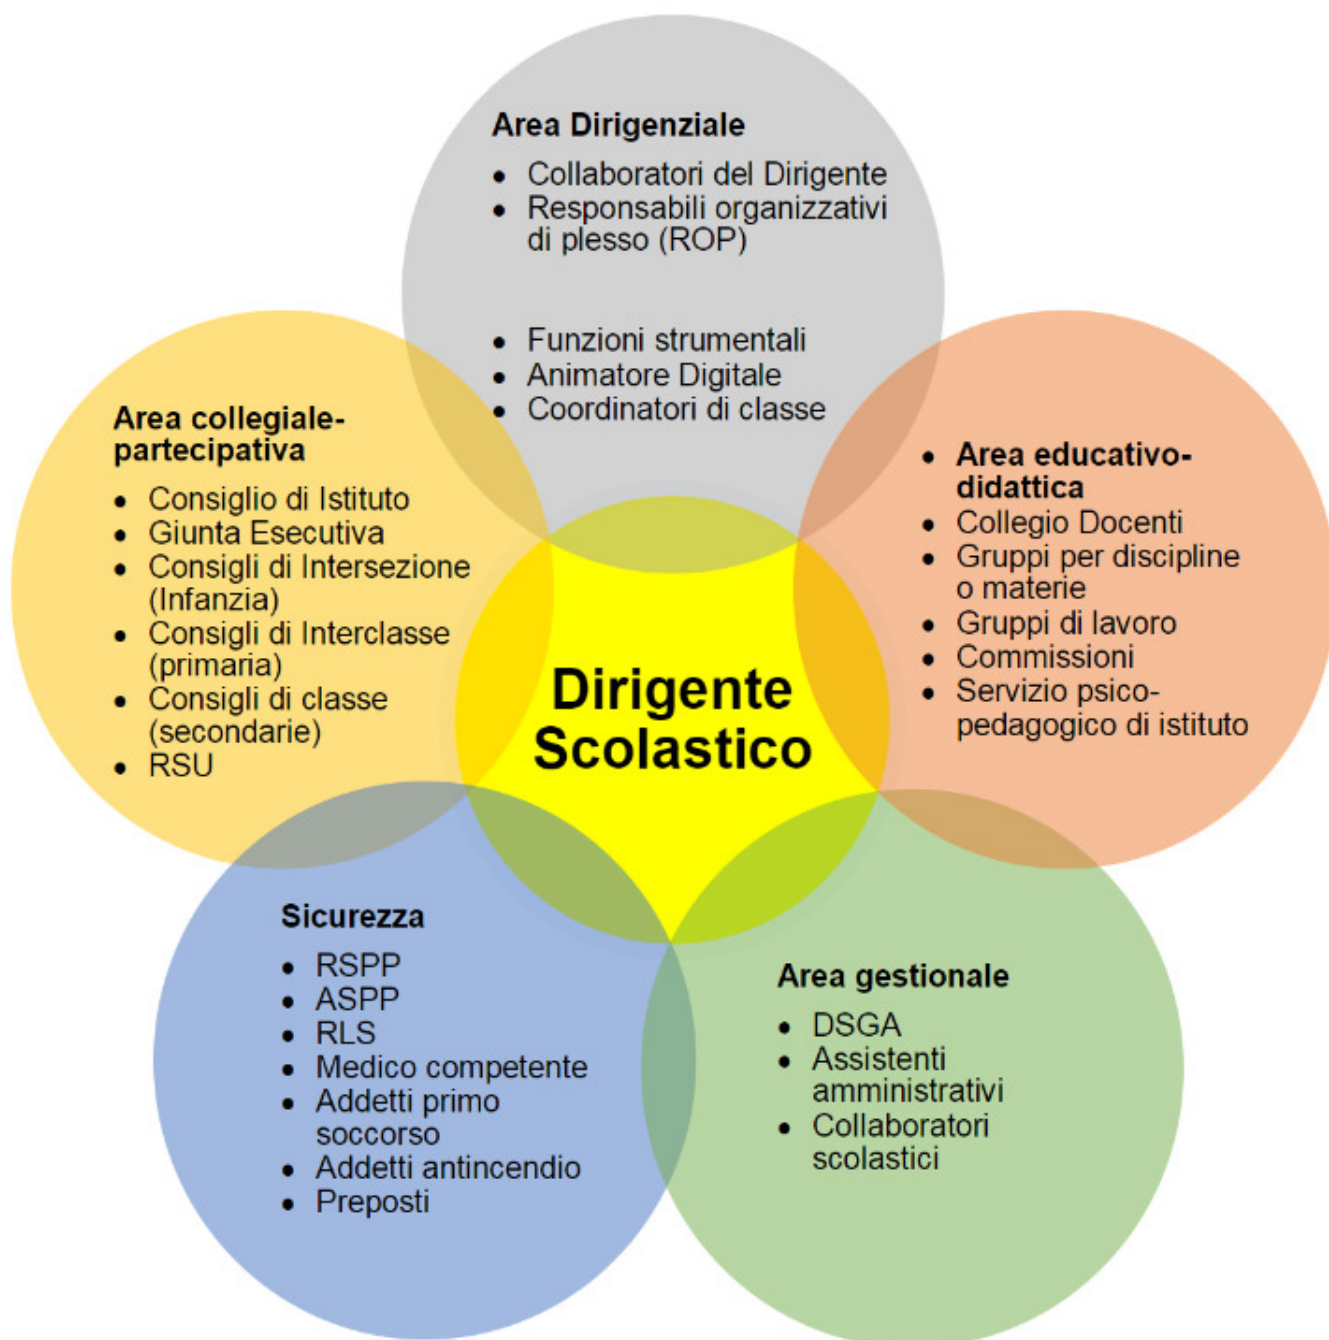 Area Dirigenziale
• Collaboratori del Dirigente
• Responsabili organizzativi
di plesso (ROP)
• Funzioni strumentali
• Animatore Digitale
• Coordinatori di classe
Area collegiale-
partecipativa
• Consiglio di Istituto
• Giunta Esecutiva
• Consigli di Intersezione
(Infanzia)
• Consigli di Interclasse
(primaria)
• Consigli di classe
(secondarie)
• RSU
• Area educativo-
didattica
• Collegio Docenti
• Gruppi per discipline
o materie
• Gruppi di lavoro
• Commissioni
• Servizio psico-
pedagogico di istituto
Dirigente
Scolastico
Sicurezza
• RSPP
• ASPP
• RLS
• Medico competente
• Addetti primo
soccorso
• Addetti antincendio
• Preposti
Area gestionale
• DSGA
• Assistenti
amministrativi
• Collaboratori
scolastici